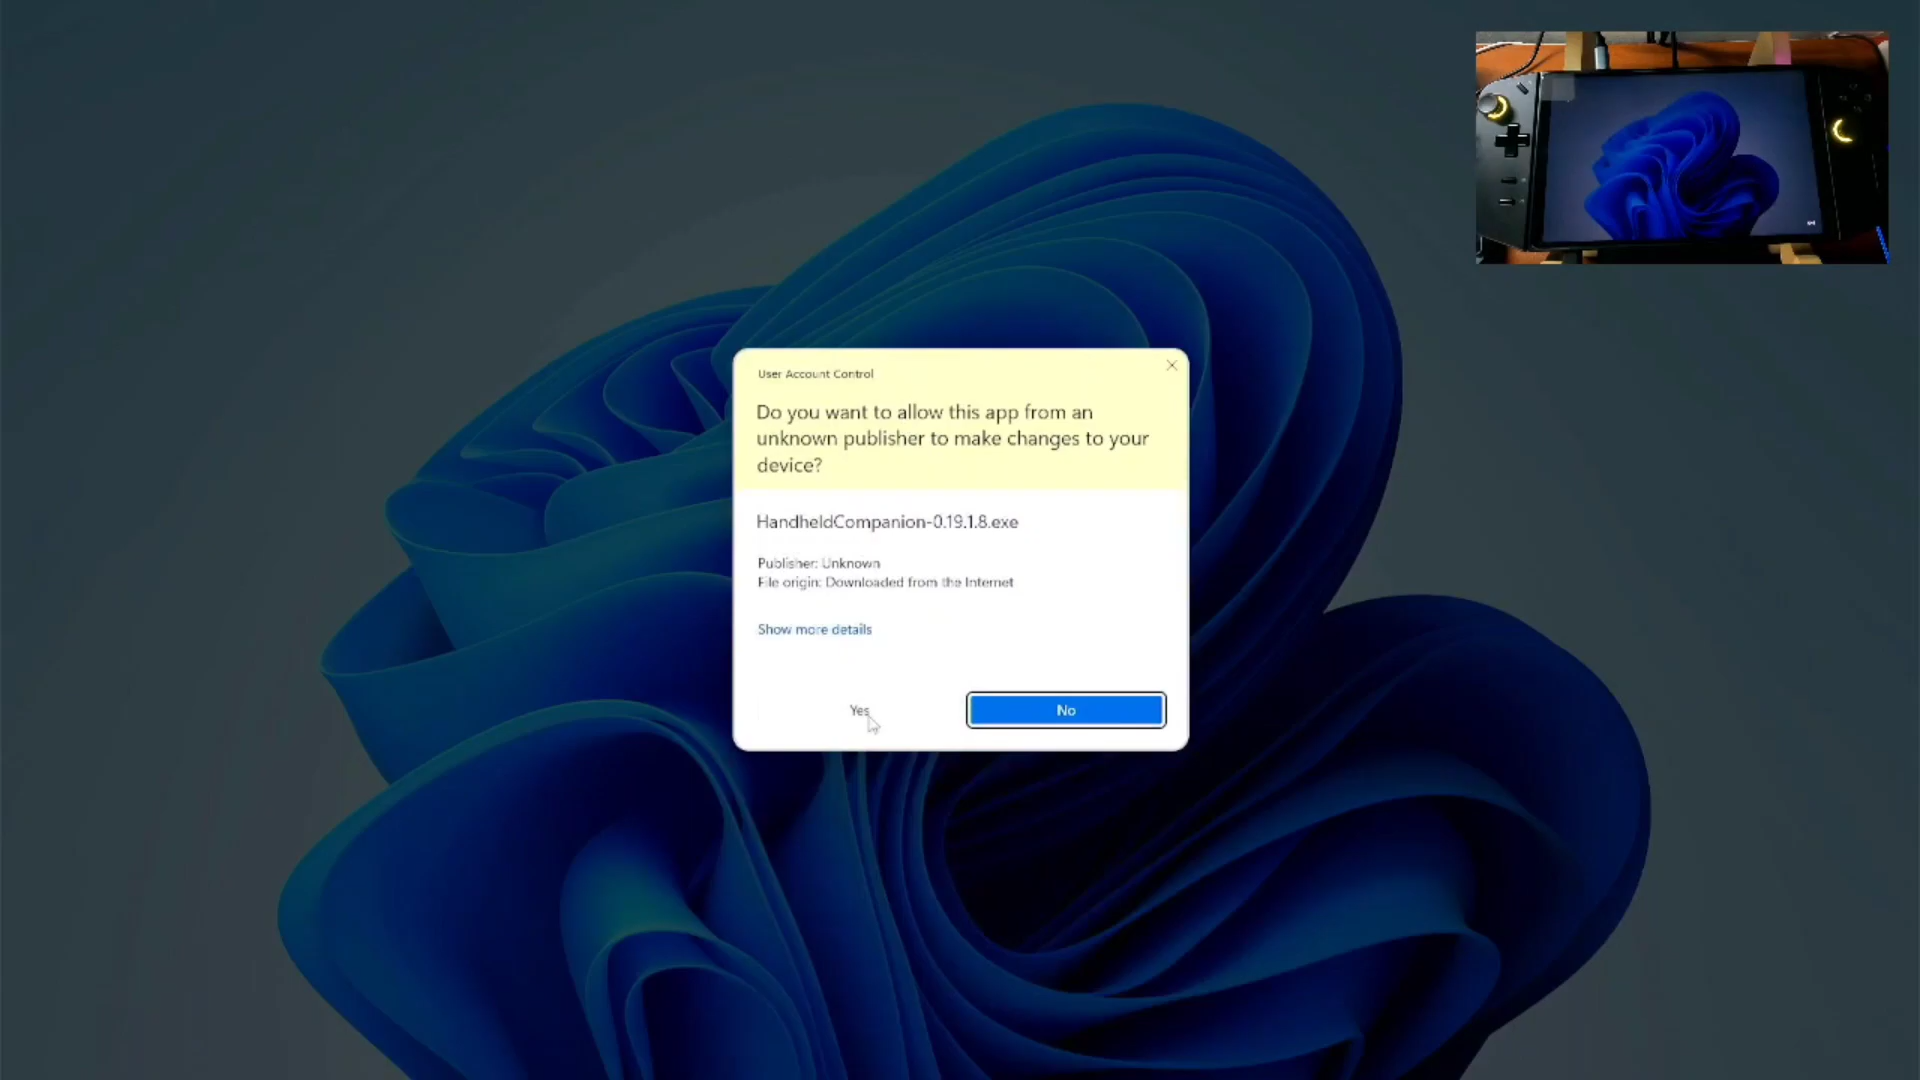 User Account Control
Do you want to allow this app from an
unknown publisher to make changes to your
device?
HandheldCompanion-0.19.1.8.exe
Publisher: Unknown
File origin: Downloaded from the Internet
Show more details
Yes
No